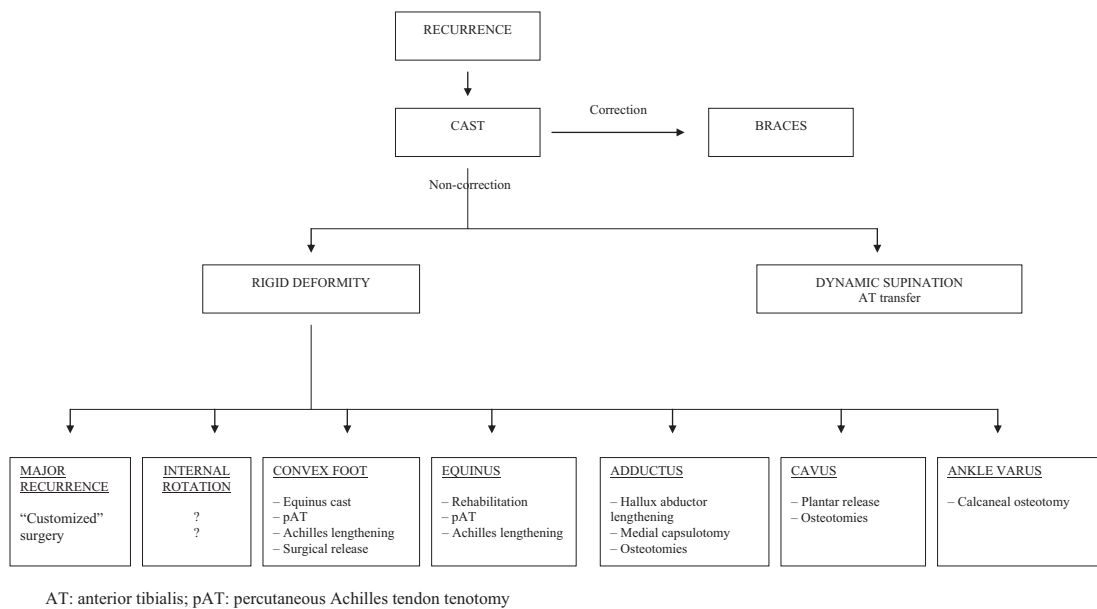 RECURRENCE
CAST
Correction
BRACES
Non-correction
RIGID DEFORMITY
DYNAMIC SUPINATION
AT transfer
MAJOR
RECURRENCE
“Customized”
surgery
INTERNAL
ROTATION
?
?
CONVEX FOOT
– Equinus cast
– pAT
– Achilles lengthening
– Surgical release
EQUINUS
– Rehabilitation
– pAT
– Achilles lengthening
ADDUCTUS
– Hallux abductor
lengthening
– Medial capsulotomy
– Osteotomies
CAVUS
– Plantar release
– Osteotomies
ANKLE VARUS
– Calcaneal osteotomy
AT: anterior tibialis; pAT: percutaneous Achilles tendon tenotomy